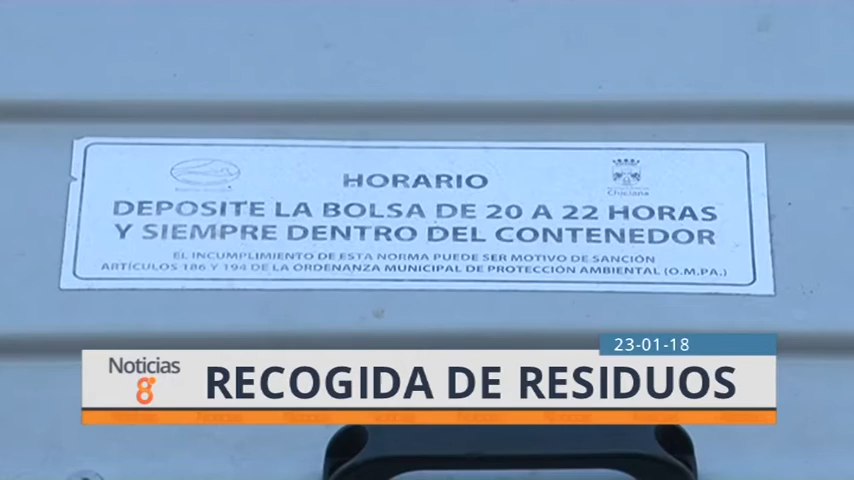 HORARIO
Chiclana
DEPOSITE LA BOLSA DE 20 A 22 HORAS
Y SIEMPRE DENTRO DEL CONTENEDOR
EL INCUMPLIMIENTO DE ESTA NORMA PUEDE SER MOTIVO DE SANCIÓN
ARTÍCULOS 186 Y 194 DE LA ORDENANZA MUNICIPAL DE PROTECCIÓN AMBIENTAL (O.M.PA.)
23-01-18
Noticias
8
RECOGIDA DE RESIDUOS